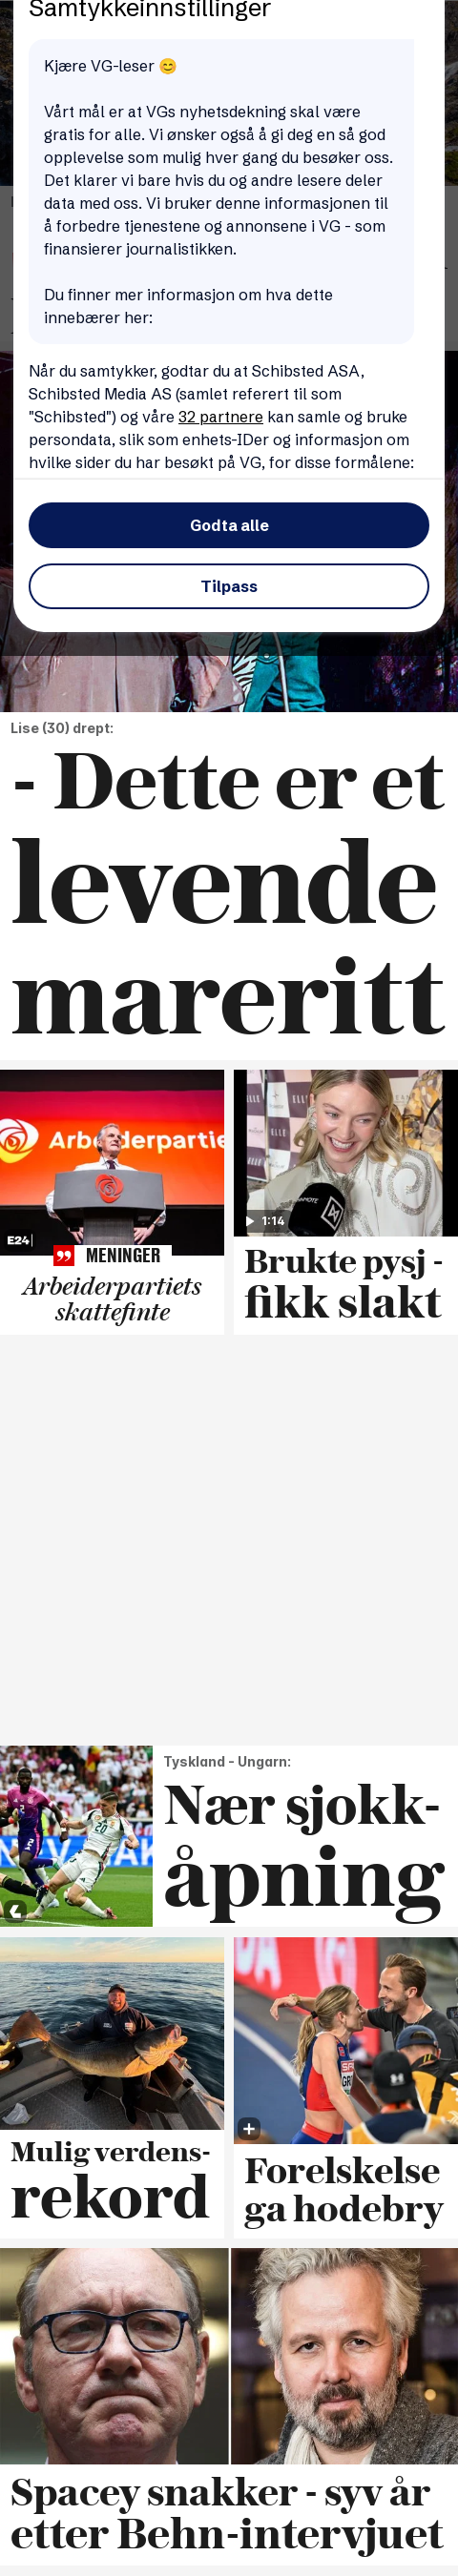 Samtykkeinnstillinger
Kjære VG-leser 😊
Vårt mål er at VGs nyhetsdekning skal være
gratis for alle. Vi ønsker også å gi deg en så god
opplevelse som mulig hver gang du besøker oss.
Det klarer vi bare hvis du og andre lesere deler
data med oss. Vi bruker denne informasjonen til
å forbedre tjenestene og annonsene i VG - som
finansierer journalistikken.
Du finner mer informasjon om hva dette
innebærer her:
Når du samtykker, godtar du at Schibsted ASA,
Schibsted Media AS (samlet referert til som
"Schibsted") og våre 32 partnere kan samle og bruke
persondata, slik som enhets-IDer og informasjon om
hvilke sider du har besøkt på VG, for disse formålene:
Godta alle
Tilpass
Lise (30) drept:
- Dette er et
levende
mareritt
Arbeiderpartie
E24
MENINGER
Arbeiderpartiets
skattefinte
ELLE
1:14
Brukte pysj -
fikk slakt
Tyskland - Ungarn:
Nær sjokk-
åpning
20
2
Mulig verdens-
rekord
Forelskelse
ga hodebry
Spacey snakker - syv år
etter Behn-intervjuet